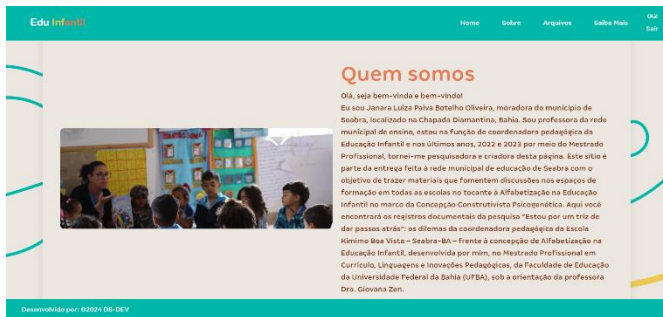 Edu Infantil
Home Sobre Arquivos Saiba Mais Olá!
Sair
Quem somos
Olá, seja bem-vinda e bem-vindo!
Eu sou Janara Luiza Paiva Botelho Oliveira, moradora do município de
Seabra, localizado na Chapada Diamantina, Bahia. Sou professora da rede
municipal de ensino, estou na função de coordenadora pedagógica da
Educação Infantil e nos últimos anos, 2022 e 2023 por meio do Mestrado
Profissional, tornei-me pesquisadora e criadora desta página. Este sítio é
parte da entrega feita à rede municipal de educação de Seabra com o
objetivo de trazer materiais que fomentem discussões nos espaços de
formação em todas as escolas no tocante à Alfabetização na Educação
Infantil no marco da Concepção Construtivista Psicogenética. Aqui você
encontrará os registros documentais da pesquisa "Estou por um triz de
dar passos atrás": os dilemas da coordenadora pedagógica da Escola
Kimimo Boa Vista – Seabra-BA – frente à concepção de Alfabetização na
Educação Infantil, desenvolvida por mim, no Mestrado Profissional em
Currículo, Linguagens e Inovações Pedagógicas, da Faculdade de Educação
da Universidade Federal da Bahia (UFBA), sob a orientação da professora
Dra. Giovana Zen.
Desenvolvido por: ©2024 DG-DEV